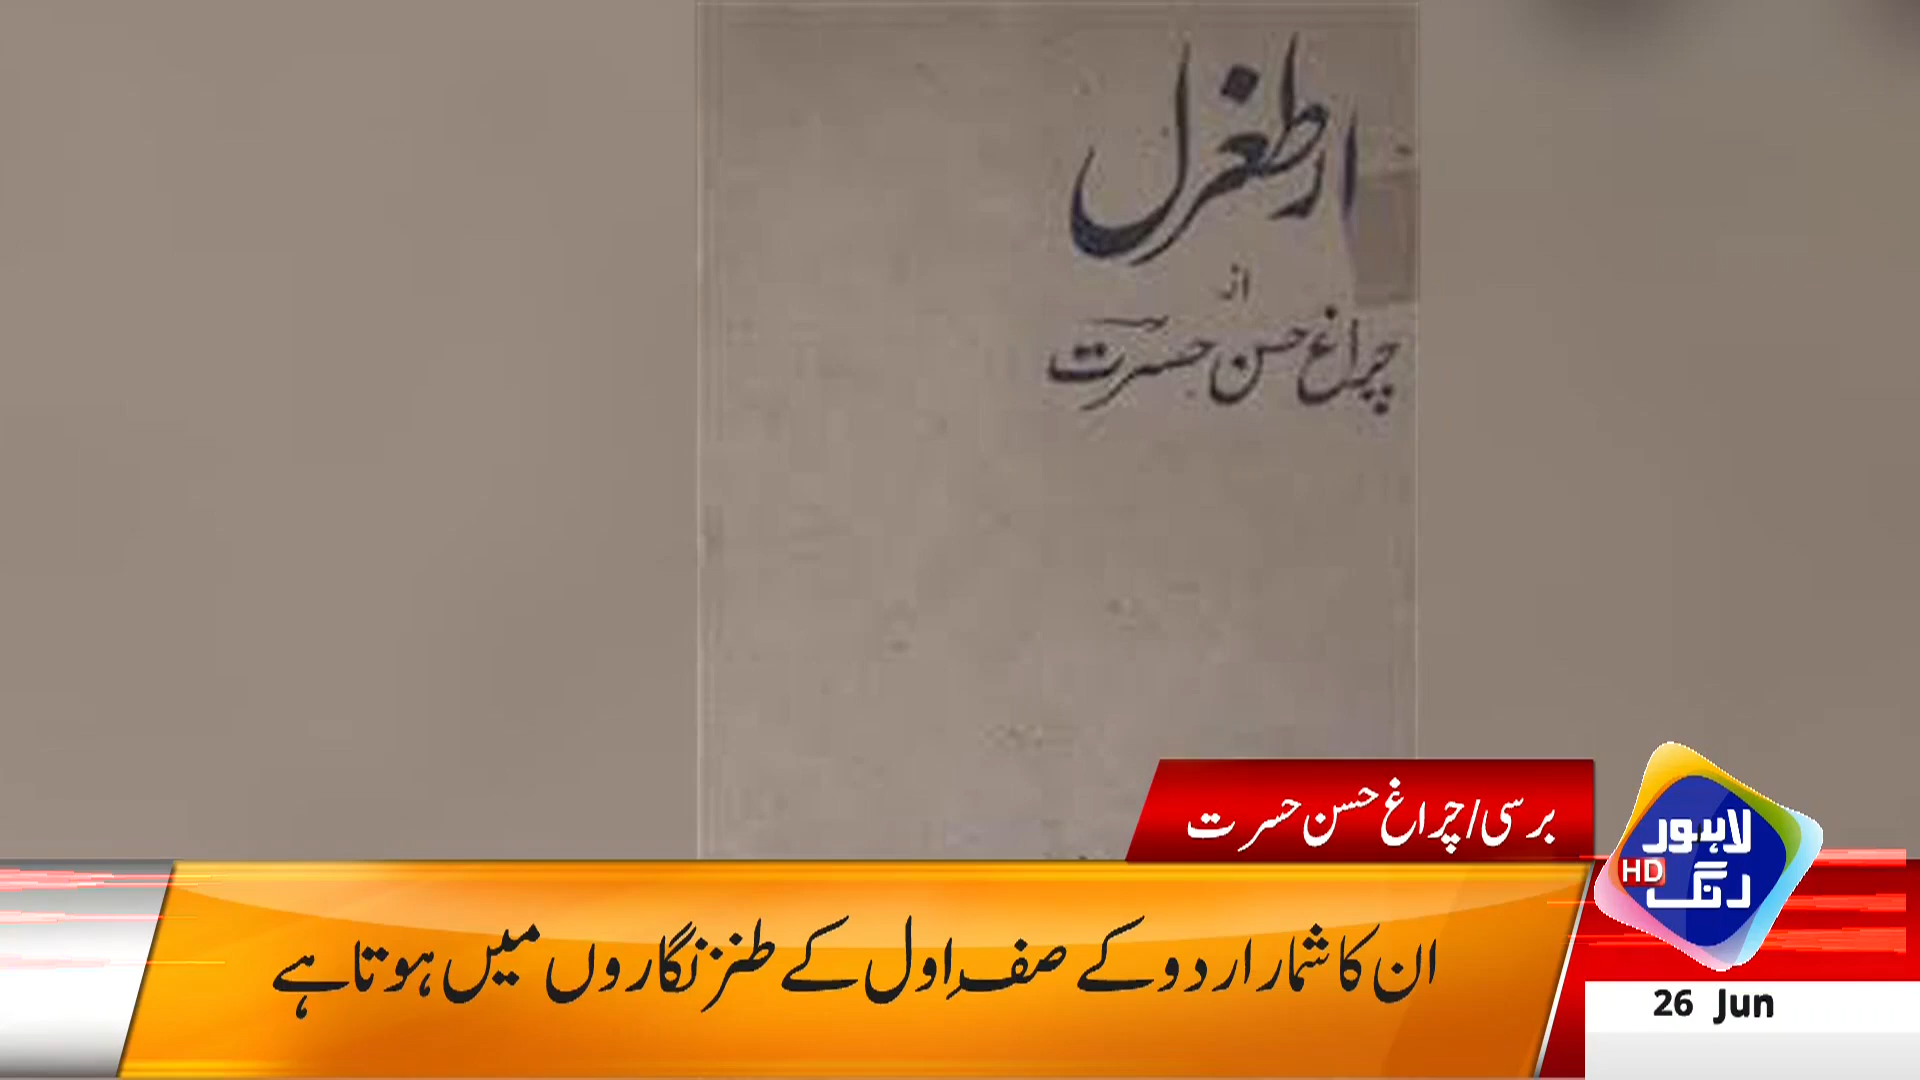 ارطغرل
از
چراغ حسن حسرت
برسی/چراغ حسن حسرت
ان کا شمار اردو کے صفِ اول کے طنز نگاروں میں ہوتا ہے
لاہور
HD
رنگ
26 Jun